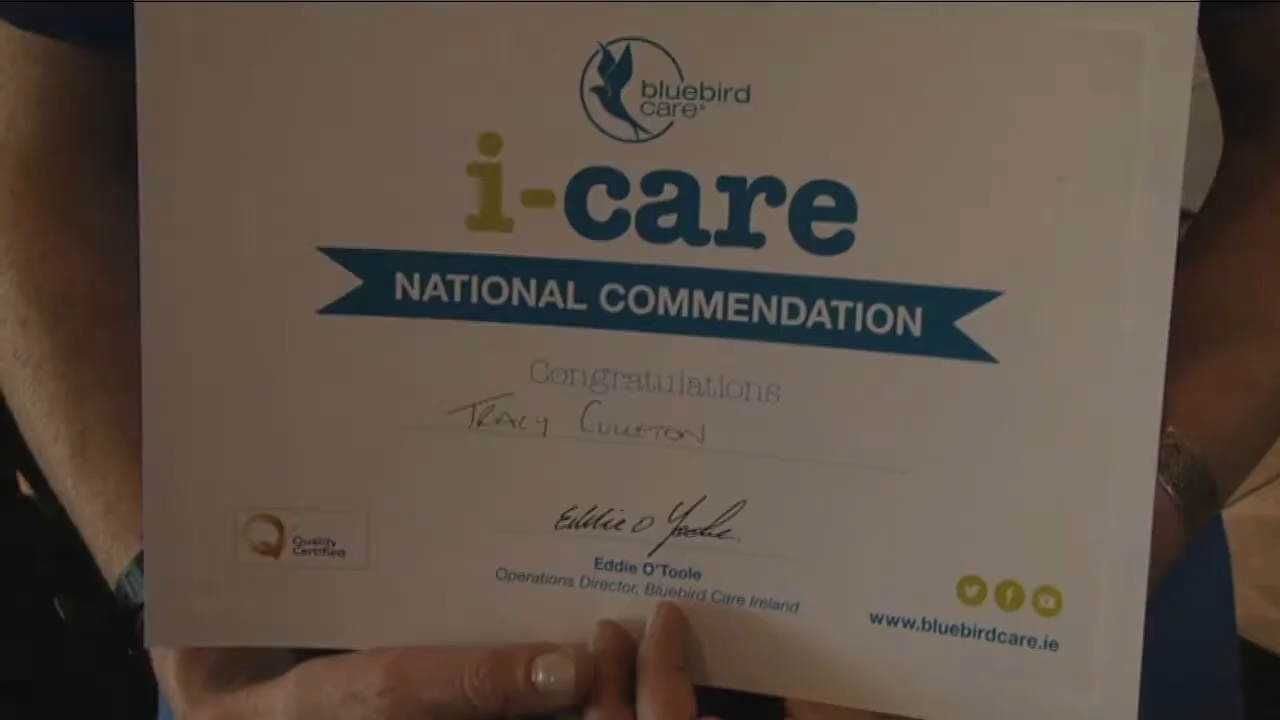 bluebird
care®
i-care
NATIONAL COMMENDATION
Congratulations
TRACY CULLETON
Eddie O'Toole
Eddie O'Toole
Operations Director, Bluebird Care Ireland
Quality
Certified
www.bluebirdcare.ie